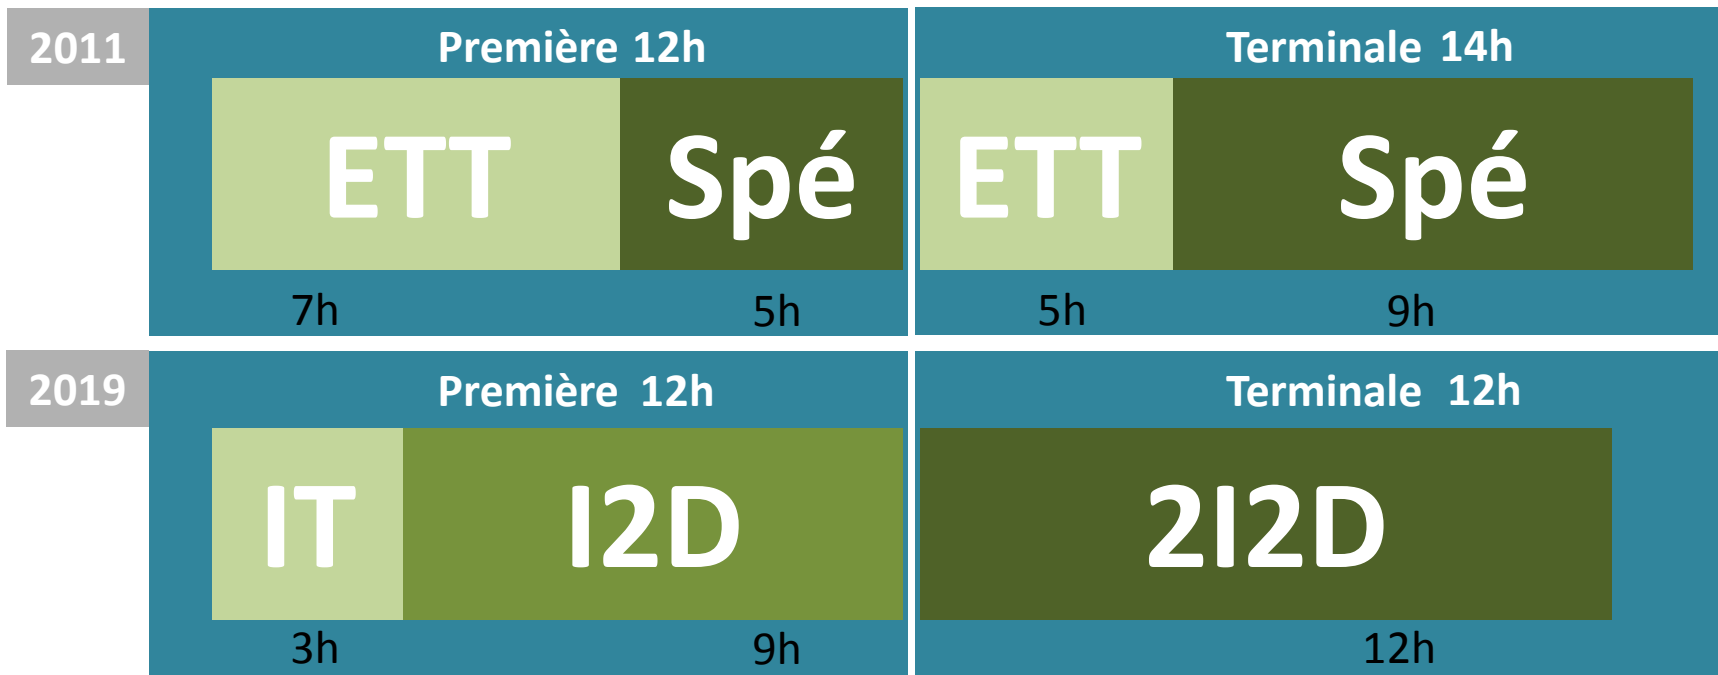 2011
Première 12h
Terminale 14h
ETT
Spé
ETT
Spé
7h
5h
5h
9h
2019
Première 12h
Terminale 12h
IT
I2D
2I2D
3h
9h
12h